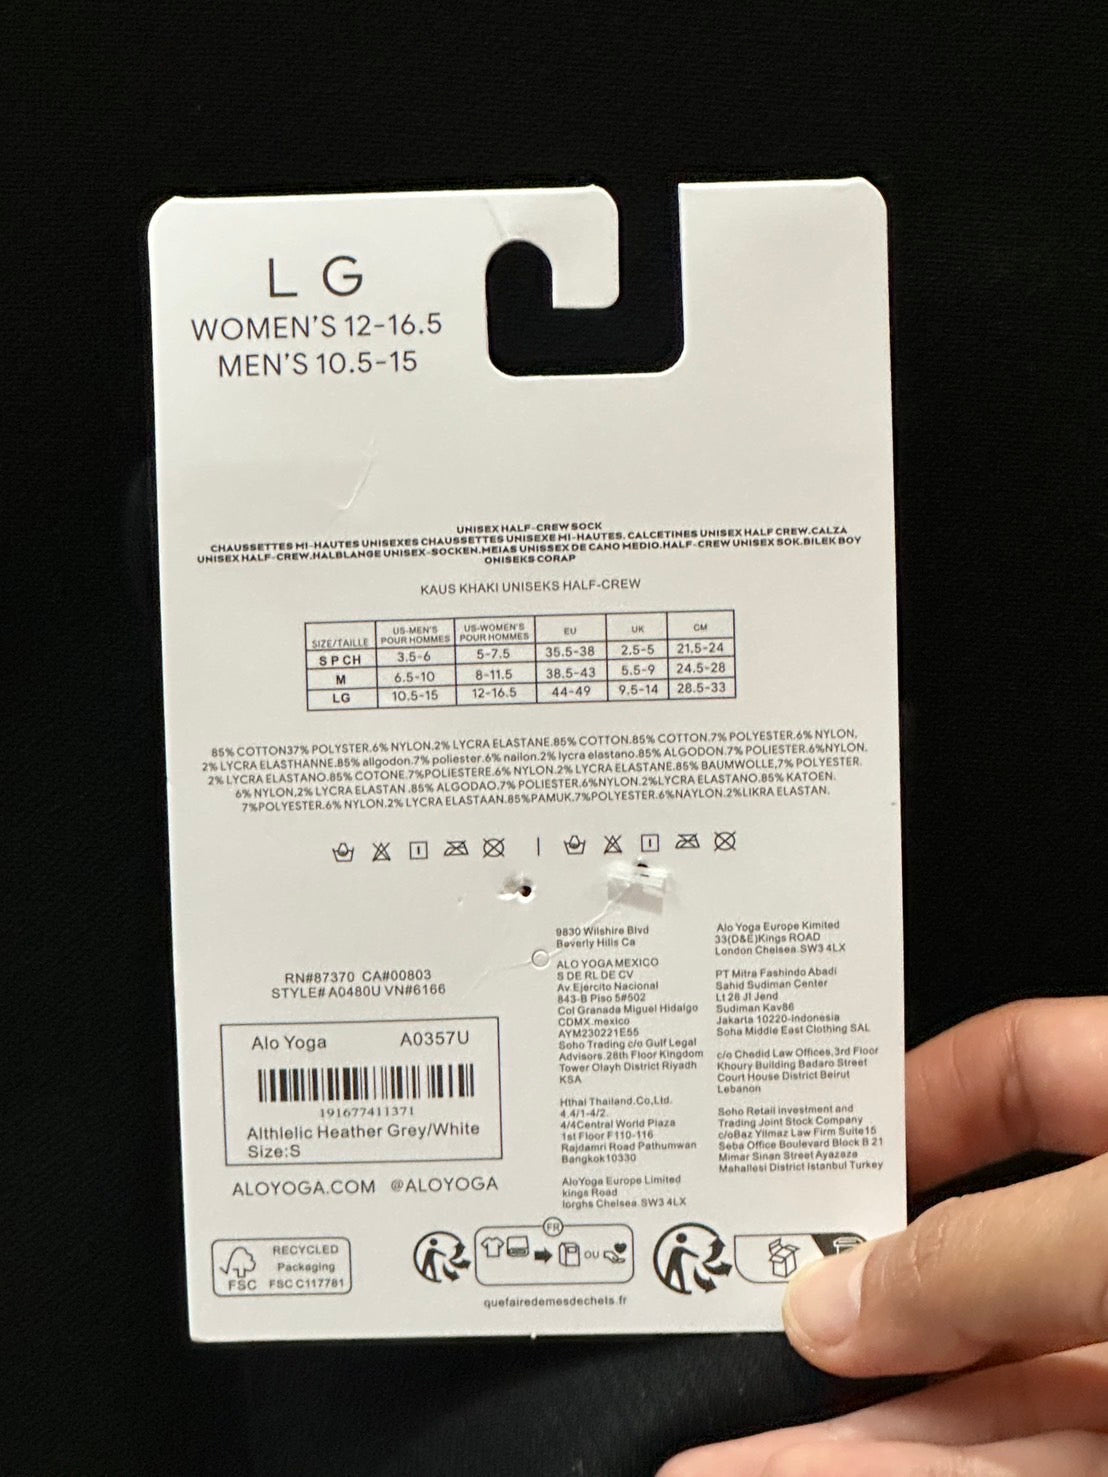 L G
WOMEN'S 12-16.5
MEN'S 10.5-15
UNISEX HALF-CREW SOCK
CHAUSSETTES MI-HAUTES UNISEXES CHAUSSETTES UNISEXE MI-HAUTES. CALCETINES UNISEX HALF CREW.CALZA
UNISEX HALF-CREW.HALBLANGE UNISEX-SOCKEN.MEIAS UNISSEX DE CANO MEDIO.HALF-CREW UNISEX SOK.BILEK BOY
ONISEKS CORAP
KAUS KHAKI UNISEKS HALF-CREW
SIZE/TAILLE US-MEN'S POUR HOMMES US-WOMEN'S POUR HOMMES EU UK CM
S P CH 3.5-6 5-7.5 35.5-38 2.5-5 21.5-24
M 6.5-10 8-11.5 38.5-43 5.5-9 24.5-28
LG 10.5-15 12-16.5 44-49 9.5-14 28.5-33
85% COTTON37% POLYSTER.6% NYLON.2% LYCRA ELASTANE.85% COTTON.85% COTTON.7% POLYESTER.6% NYLON.
2% LYCRA ELASTHANNE.85% allgodon.7% poliester.6% nailon.2% lycra elastano.85% ALGODON.7% POLIESTER.6%NYLON.
2% LYCRA ELASTANO.85% COTONE.7%POLIESTERE.6% NYLON.2% LYCRA ELASTANE.85% BAUMWOLLE,7% POLYESTER.
6% NYLON,2% LYCRA ELASTAN .85% ALGODAO.7% POLIESTER.6%NYLON.2%LYCRA ELASTANO.85% KATOEN.
7%POLYESTER.6% NYLON.2% LYCRA ELASTAAN.85%PAMUK.7%POLYESTER.6%NAYLON.2%LIKRA ELASTAN.
RN#87370 CA#00803
STYLE# A0480U VN#6166
Alo Yoga A0357U
191677411371
Althlelic Heather Grey/White
Size:S
ALOYOGA.COM @ALOYOGA
9830 Wilshire Blvd
Beverly Hills Ca
ALO YOGA MEXICO
S DE RL DE CV
Av.Ejercito Nacional
843-B Piso 5#502
Col Granada Miguel Hidalgo
CDMX.mexico
AYM230221E55
Soho Trading c/o Gulf Legal
Advisors.28th Floor Kingdom
Tower Olayh District Riyadh
KSA
Hthai Thailand.Co,Ltd.
4.4/1-4/2
4/4Central World Plaza
1st Floor F110-116
Rajdamri Road Pathumwan
Bangkok10330
AloYoga Europe Limited
kings Road
lorghs Chelsea.SW3 4LX
Alo Yoga Europe Kimited
33(D&E)Kings ROAD
London Chelsea.SW3 4LX
PT Mitra Fashindo Abadi
Sahid Sudiman Center
Lt 28 Jl Jend
Sudiman Kav86
Jakarta 10220-indonesia
Soha Middle East Clothing SAL
c/o Chedid Law Offices.3rd Floor
Khoury Building Badaro Street
Court House District Beirut
Lebanon
Soho Retail investment and
Trading Joint Stock Company
c/oBaz Yilmaz Law Firm Suite15
Seba Office Boulevard Block B 21
Mimar Sinan Street Ayazaza
Mahallesi District Istanbul Turkey
RECYCLED
Packaging
FSC FSC C117781
FR
OU
quefairedemesdechels.fr